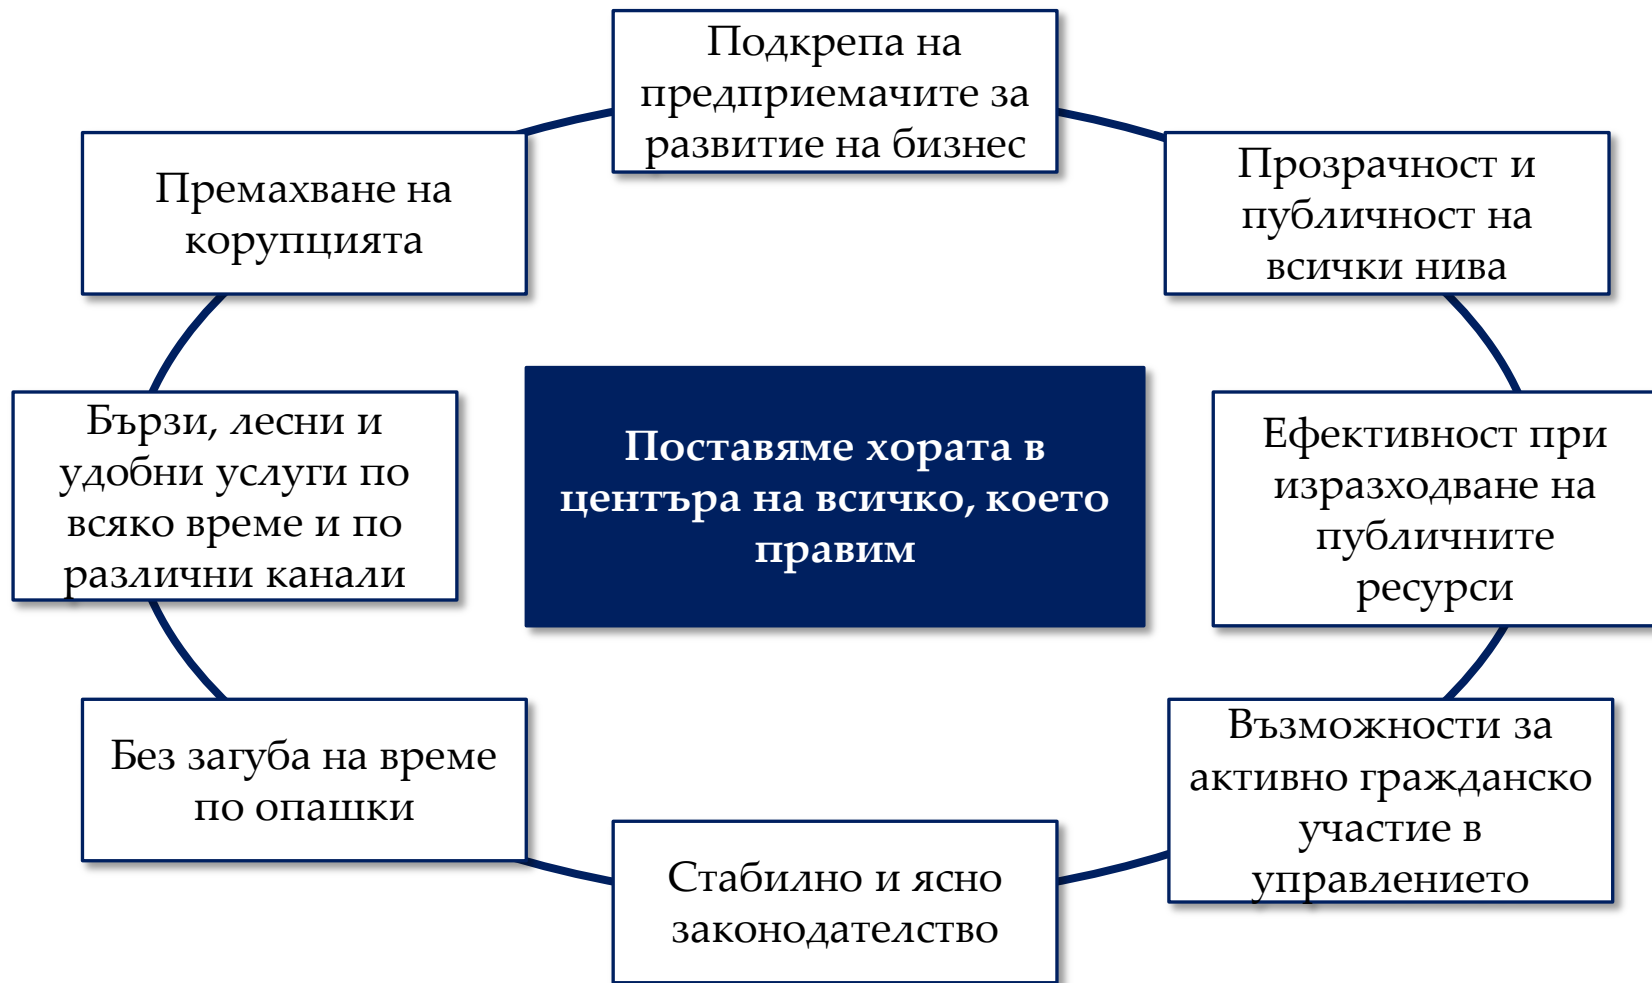 Подкрепа на
предприемачите за
развитие на бизнес
Прозрачност и
публичност на
всички нива
Ефективност при
изразходване на
публичните
ресурси
Възможности за
активно гражданско
участие в
управлението
Стабилно и ясно
законодателство
Без загуба на време
по опашки
Бързи, лесни и
удобни услуги по
всяко време и по
различни канали
Премахване на
корупцията
Поставяме хората в
центъра на всичко, което
правим